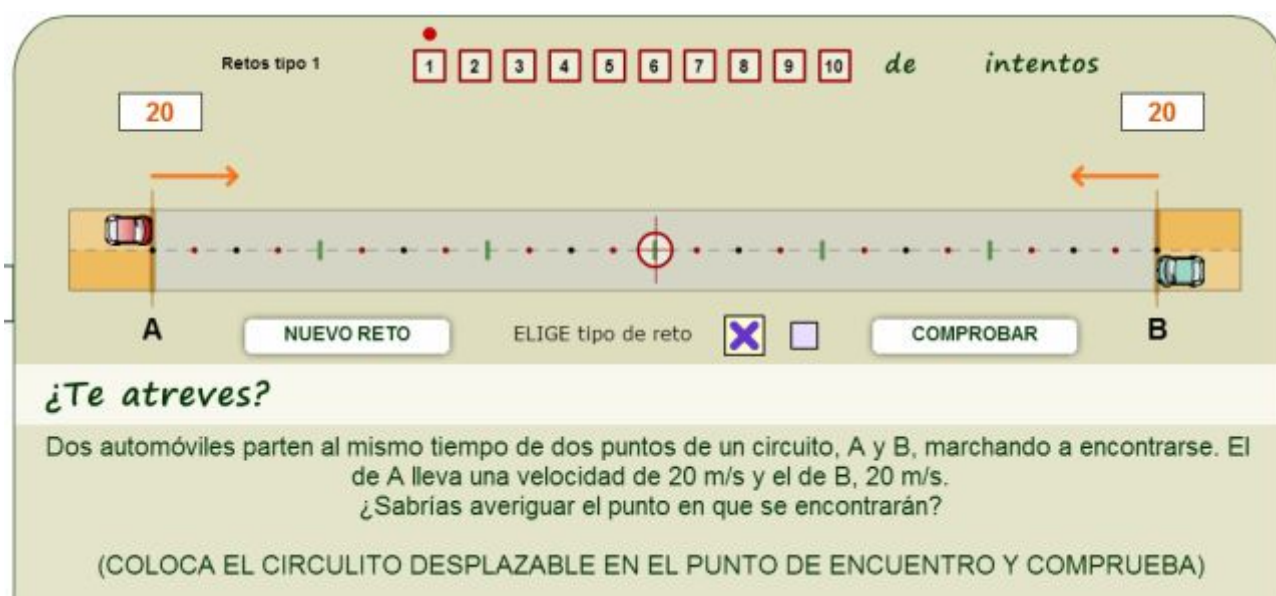 Retos tipo 1 1 2 3 4 5 6 7 8 9 10 de intentos
20 20
A NUEVO RETO ELIGE tipo de reto COMPROBAR B
¿Te atreves?
Dos automóviles parten al mismo tiempo de dos puntos de un circuito, A y B, marchando a encontrarse. El
de A lleva una velocidad de 20 m/s y el de B, 20 m/s.
¿Sabrías averiguar el punto en que se encontrarán?
(COLOCA EL CIRCULITO DESPLAZABLE EN EL PUNTO DE ENCUENTRO Y COMPRUEBA)